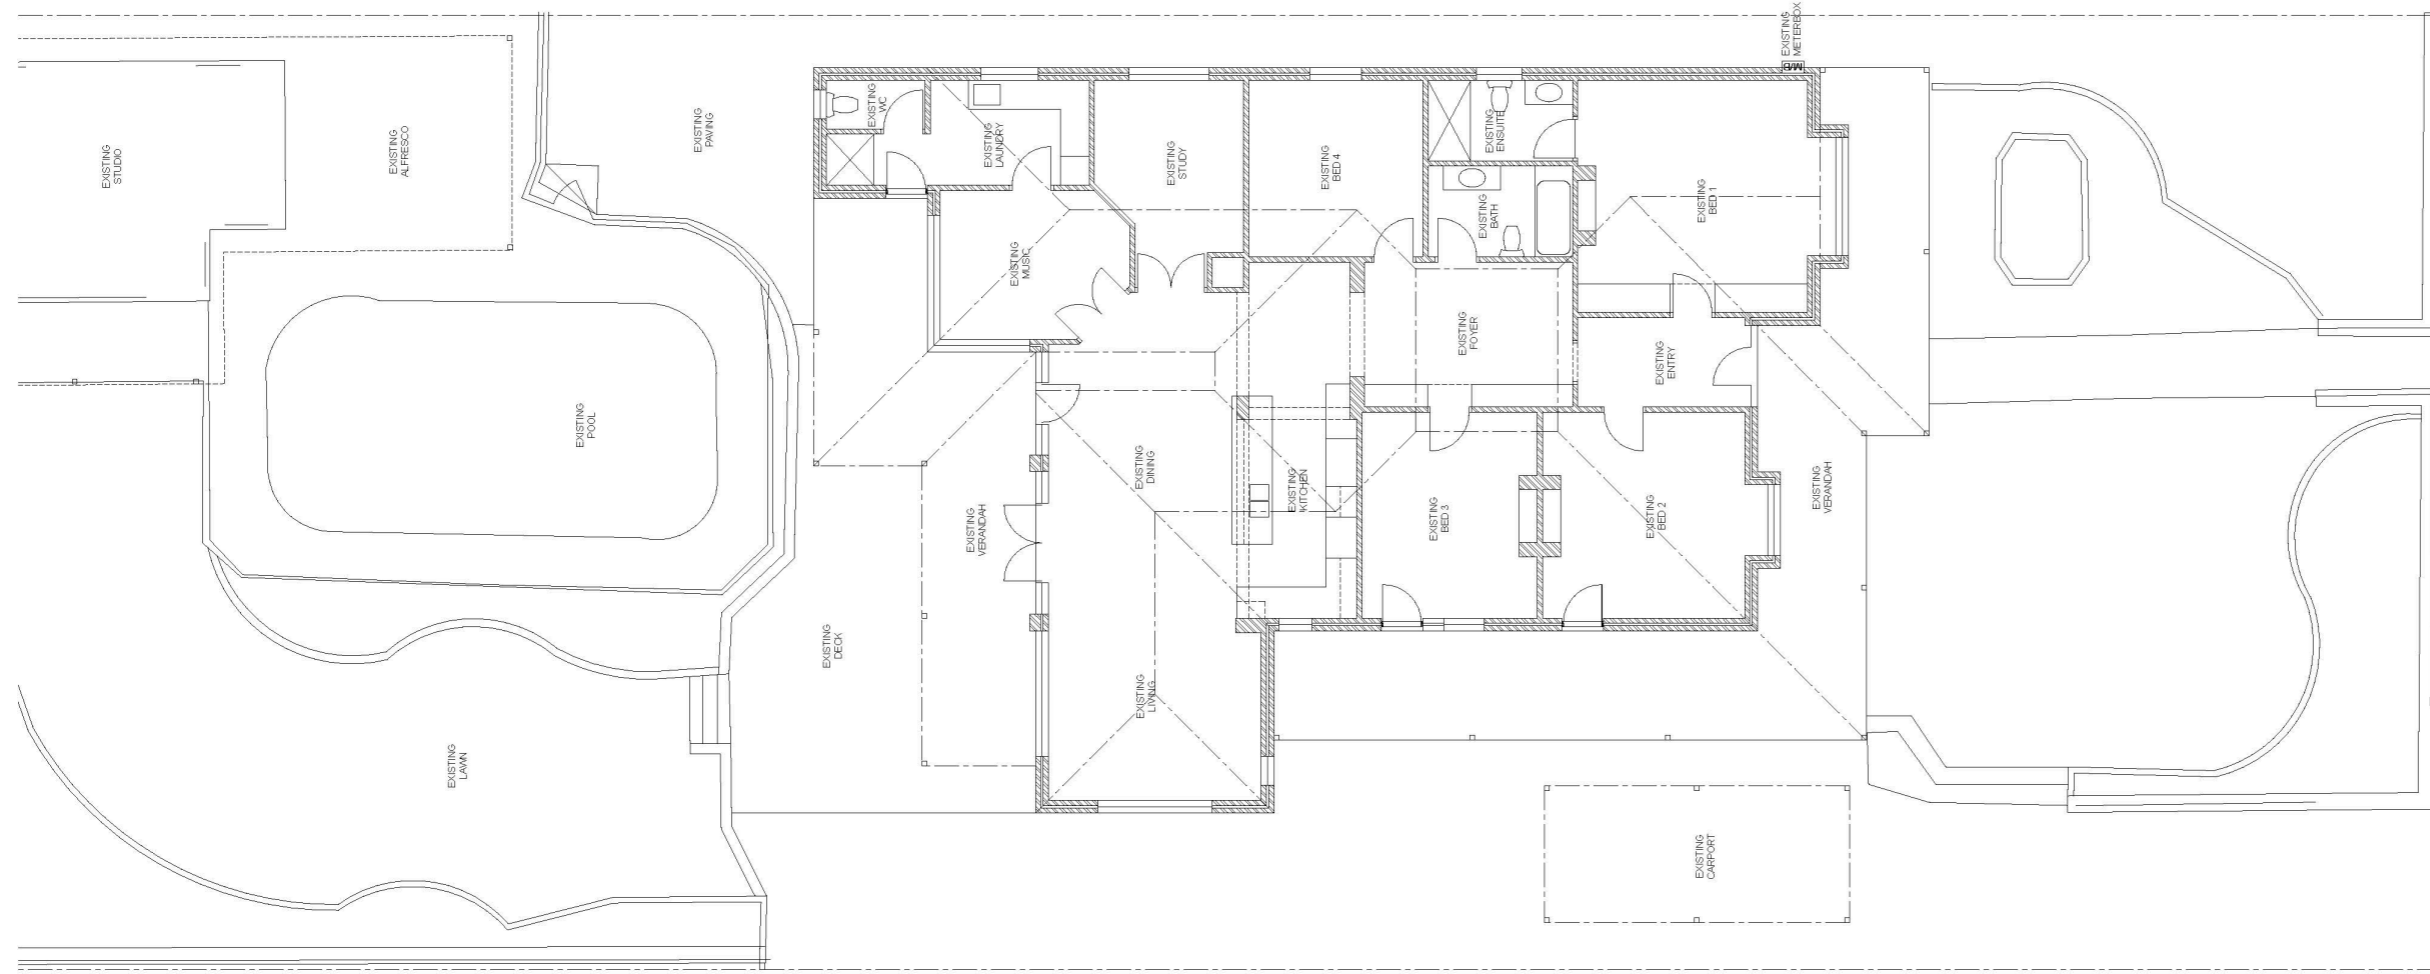 EXISTING
STUDIO
EXISTING
ALFRESCO
EXISTING
PAVING
EXISTING
WC
EXISTING
LAUNDRY
EXISTING
STUDY
EXISTING
BED 4
EXISTING
ENSUITE
EXISTING
BATH
EXISTING
BED 1
EXISTING
METERBOX
M/B
EXISTING
MUSIC
EXISTING
FOYER
EXISTING
ENTRY
EXISTING
POOL
EXISTING
VERANDAH
EXISTING
DINING
EXISTING
KITCHEN
EXISTING
BED 3
EXISTING
BED 2
EXISTING
VERANDAH
EXISTING
DECK
EXISTING
LIVING
EXISTING
LAWN
EXISTING
CARPORT